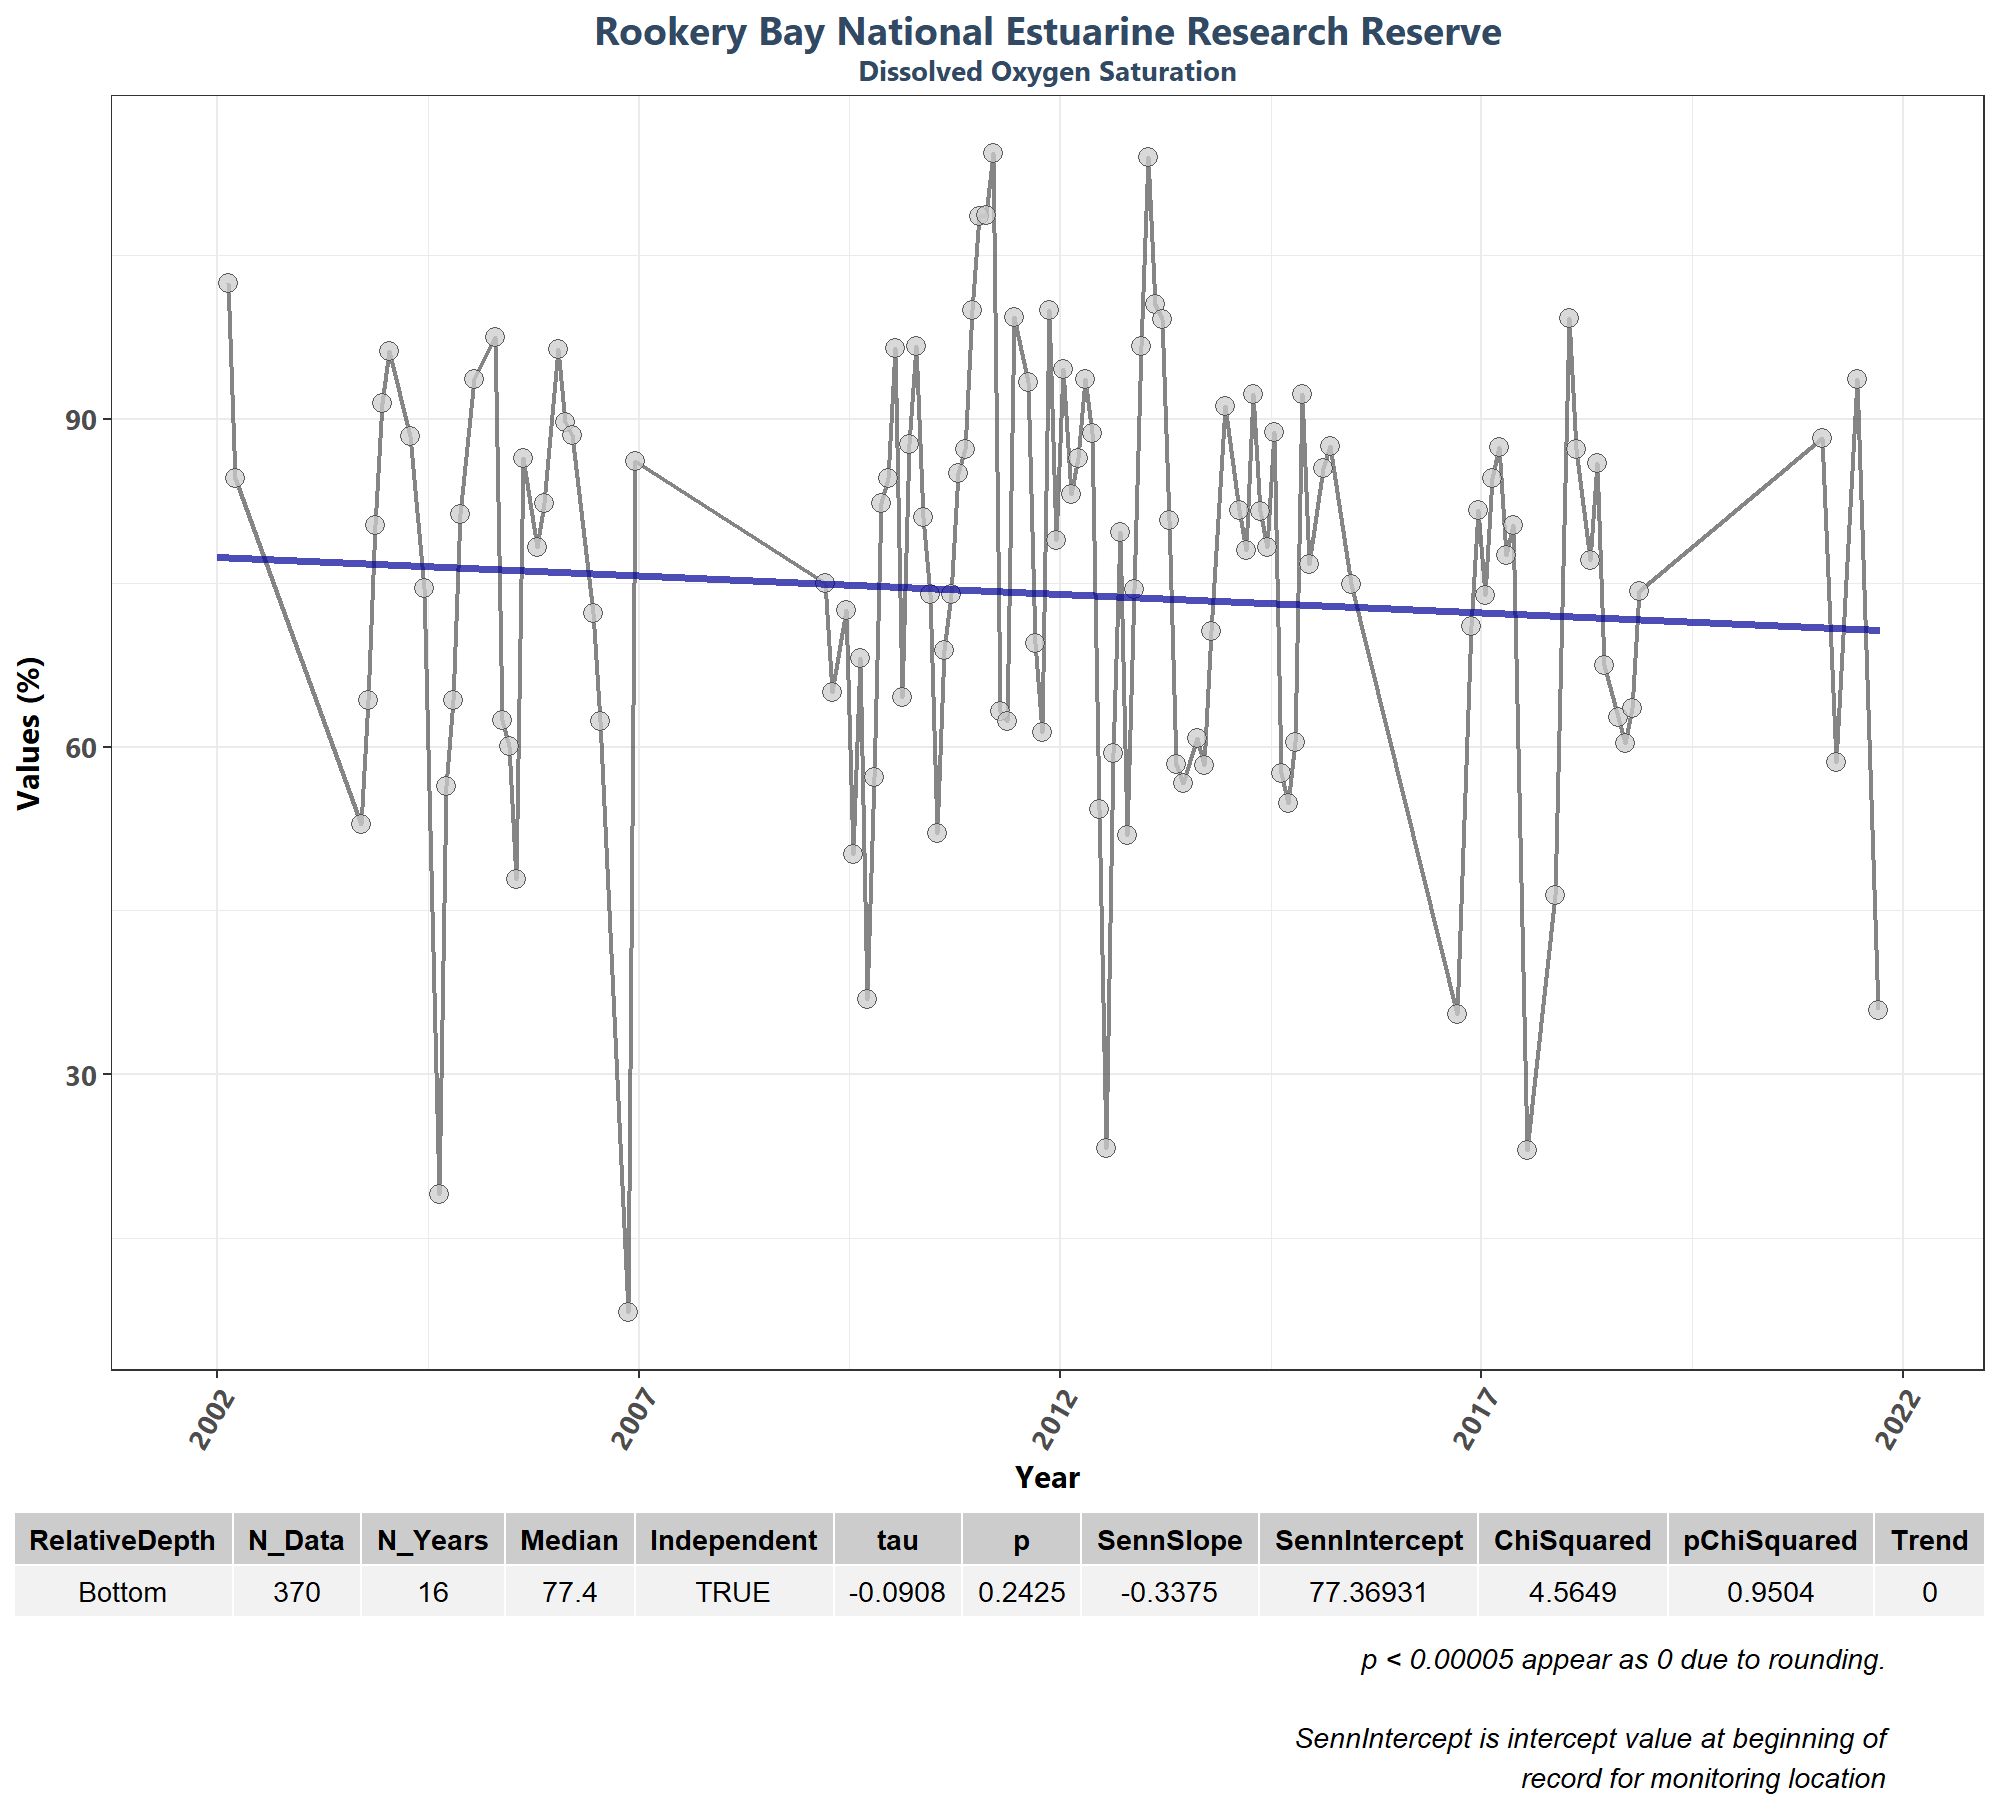 Rookery Bay National Estuarine Research Reserve
Dissolved Oxygen Saturation
Values (%)
90
60
30
2002 2007 2012 2017 2022
Year
RelativeDepth N_Data N_Years Median Independent tau p SennSlope SennIntercept ChiSquared pChiSquared Trend
Bottom 370 16 77.4 TRUE -0.0908 0.2425 -0.3375 77.36931 4.5649 0.9504 0
p < 0.00005 appear as 0 due to rounding.
SennIntercept is intercept value at beginning of
record for monitoring location